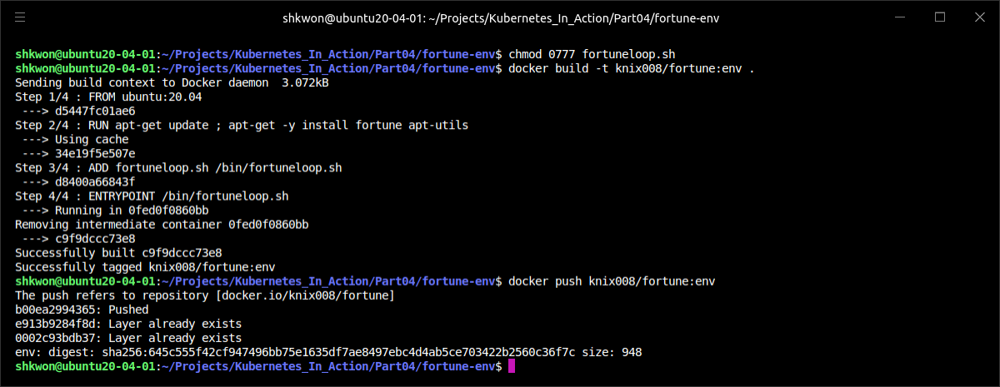 shkwon@ubuntu20-04-01: ~/Projects/Kubernetes_In_Action/Part04/fortune-env
shkwon@ubuntu20-04-01:~/Projects/Kubernetes_In_Action/Part04/fortune-env$ chmod 0777 fortuneloop.sh
shkwon@ubuntu20-04-01:~/Projects/Kubernetes_In_Action/Part04/fortune-env$ docker build -t knix008/fortune:env .
Sending build context to Docker daemon  3.072kB
Step 1/4 : FROM ubuntu:20.04
 ---> d5447fc01ae6
Step 2/4 : RUN apt-get update ; apt-get -y install fortune apt-utils
 ---> Using cache
 ---> 34e19f5e507e
Step 3/4 : ADD fortuneloop.sh /bin/fortuneloop.sh
 ---> d8400a66843f
Step 4/4 : ENTRYPOINT /bin/fortuneloop.sh
 ---> Running in 0fed0f0860bb
Removing intermediate container 0fed0f0860bb
 ---> c9f9dccc73e8
Successfully built c9f9dccc73e8
Successfully tagged knix008/fortune:env
shkwon@ubuntu20-04-01:~/Projects/Kubernetes_In_Action/Part04/fortune-env$ docker push knix008/fortune:env
The push refers to repository [docker.io/knix008/fortune]
b00ea2994365: Pushed
e913b9284f8d: Layer already exists
0002c93bdb37: Layer already exists
env: digest: sha256:645c555f42cf947496bb75e1635df7ae8497ebc4d4ab5ce703422b2560c36f7c size: 948
shkwon@ubuntu20-04-01:~/Projects/Kubernetes_In_Action/Part04/fortune-env$